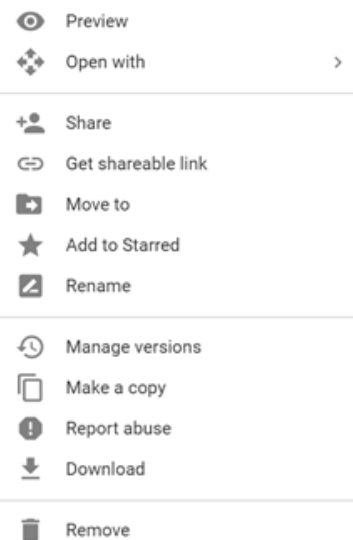 Preview
Open with
Share
Get shareable link
Move to
Add to Starred
Rename
Manage versions
Make a copy
Report abuse
Download
Remove